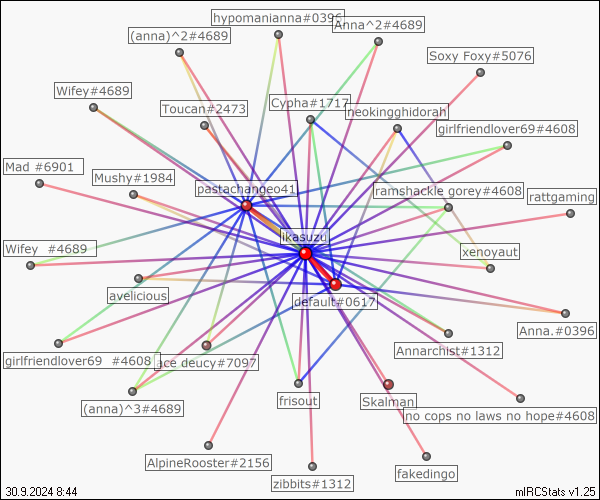 hypomanianna#0396
(anna)^2#4689
Anna^2#4689
Soxy Foxy#5076
Wifey#4689
Toucan#2473
Cypha#1717
neokingghidorah
girlfriendlover69#4608
Mad #6901
Mushy#1984
pastachangeo41
ramshackle gorey#4608
rattgaming
likasuzu
Wifey #4689
xenoyaut
avelicious
default#0617
Anna.#0396
Annarchist#1312
girlfriendlover69 #4608
ace deucy#7097
(anna)^3#4689
frisout
Skalman
no cops no laws no hope#4608
AlpineRooster#2156
fakedingo
zibbits#1312
30.9.2024 8:44
mIRCStats v1.25